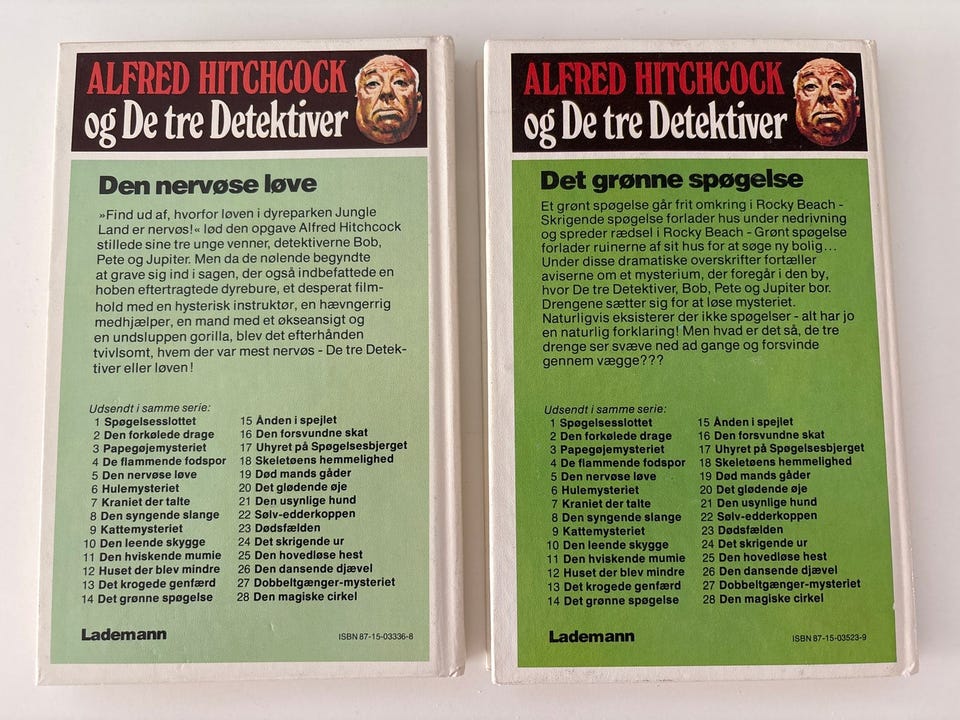 ALFRED HITCHCOCK
og De tre Detektiver
Den nervøse løve
»Find ud af, hvorfor løven i dyreparken Jungle
Land er nervøs!« lød den opgave Alfred Hitchcock
stillede sine tre unge venner, detektiverne Bob,
Pete og Jupiter. Men da de nølende begyndte
at grave sig ind i sagen, der også indbefattede en
hoben eftertragtede dyrebure, et desperat film-
hold med en hysterisk instruktør, en hævngerrig
medhjælper, en mand med et økseansigt og
en undsluppen gorilla, blev det efterhånden
tvivlsomt, hvem der var mest nervøs - De tre Detek-
tiver eller løven!
Udsendt i samme serie:
1 Spøgelsesslottet
2 Den forkølede drage
3 Papegøjemysteriet
4 De flammende fodspor
5 Den nervøse løve
6 Hulemysteriet
7 Kraniet der talte
8 Den syngende slange
9 Kattemysteriet
10 Den leende skygge
11 Den hviskende mumie
12 Huset der blev mindre
13 Det krogede genfærd
14 Det grønne spøgelse
15 Ånden i spejlet
16 Den forsvundne skat
17 Uhyret på Spøgelsesbjerget
18 Skeletøens hemmelighed
19 Død mands gåder
20 Det glødende øje
21 Den usynlige hund
22 Sølv-edderkoppen
23 Dødsfælden
24 Det skrigende ur
25 Den hovedløse hest
26 Den dansende djævel
27 Dobbeltgænger-mysteriet
28 Den magiske cirkel
Lademann
ISBN 87-15-03336-8
ALFRED HITCHCOCK
og De tre Detektiver
Det grønne spøgelse
Et grønt spøgelse går frit omkring i Rocky Beach -
Skrigende spøgelse forlader hus under nedrivning
og spreder rædsel i Rocky Beach - Grønt spøgelse
forlader ruinerne af sit hus for at søge ny bolig...
Under disse dramatiske overskrifter fortæller
aviserne om et mysterium, der foregår i den by,
hvor De tre Detektiver, Bob, Pete og Jupiter bor.
Drengene sætter sig for at løse mysteriet.
Naturligvis eksisterer der ikke spøgelser - alt har jo
en naturlig forklaring! Men hvad er det så, de tre
drenge ser svæve ned ad gange og forsvinde
gennem vægge???
Udsendt i samme serie:
1 Spøgelsesslottet
2 Den forkølede drage
3 Papegøjemysteriet
4 De flammende fodspor
5 Den nervøse løve
6 Hulemysteriet
7 Kraniet der talte
8 Den syngende slange
9 Kattemysteriet
10 Den leende skygge
11 Den hviskende mumie
12 Huset der blev mindre
13 Det krogede genfærd
14 Det grønne spøgelse
15 Ånden i spejlet
16 Den forsvundne skat
17 Uhyret på Spøgelsesbjerget
18 Skeletøens hemmelighed
19 Død mands gåder
20 Det glødende øje
21 Den usynlige hund
22 Sølv-edderkoppen
23 Dødsfælden
24 Det skrigende ur
25 Den hovedløse hest
26 Den dansende djævel
27 Dobbeltgænger-mysteriet
28 Den magiske cirkel
Lademann
ISBN 87-15-03523-9